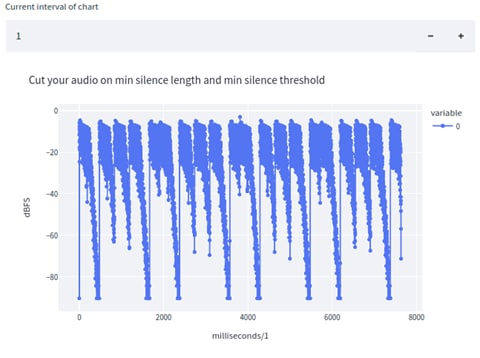 Current interval of chart
1
Cut your audio on min silence length and min silence threshold
variable
0
0
−20
−40
−60
−80
dBFS
0 2000 4000 6000 8000
milliseconds/1